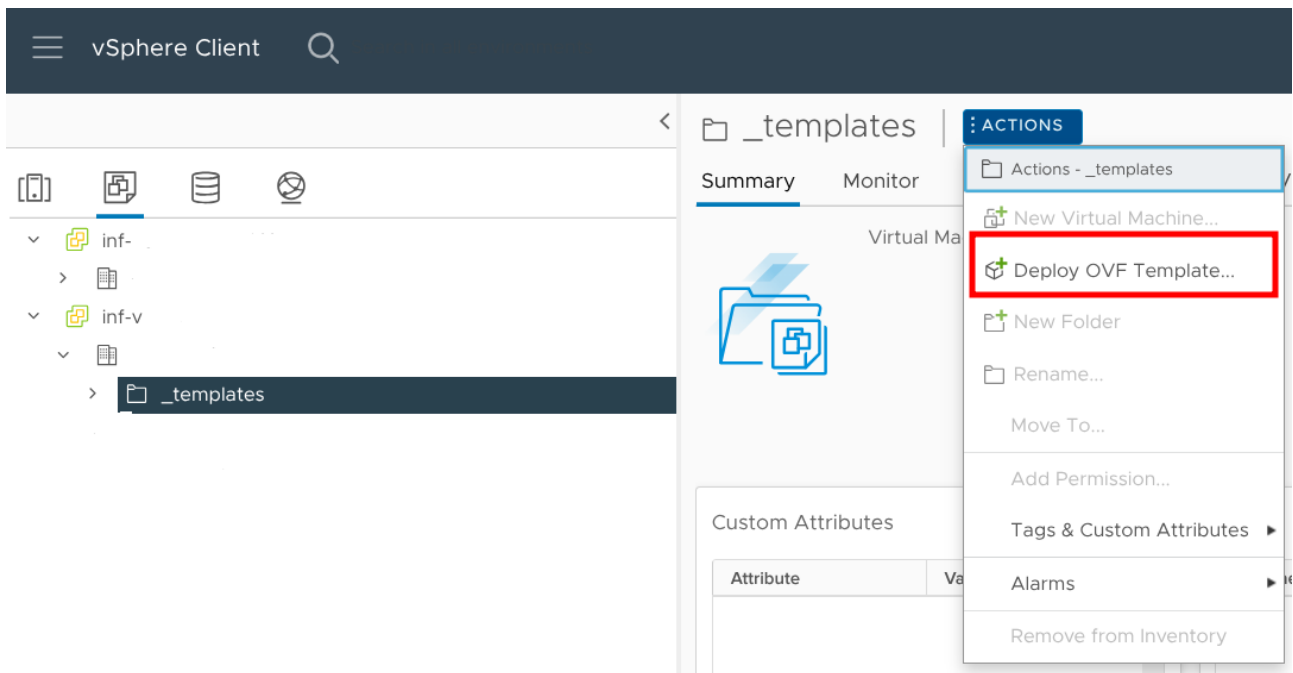 vSphere Client
_templates
ACTIONS
Summary
Monitor
Actions - _templates
New Virtual Machine...
Virtual Ma
Deploy OVF Template...
New Folder
Rename...
Move To...
Add Permission...
Tags & Custom Attributes
Alarms
Remove from Inventory
inf-
inf-v
_templates
Custom Attributes
Attribute
Va